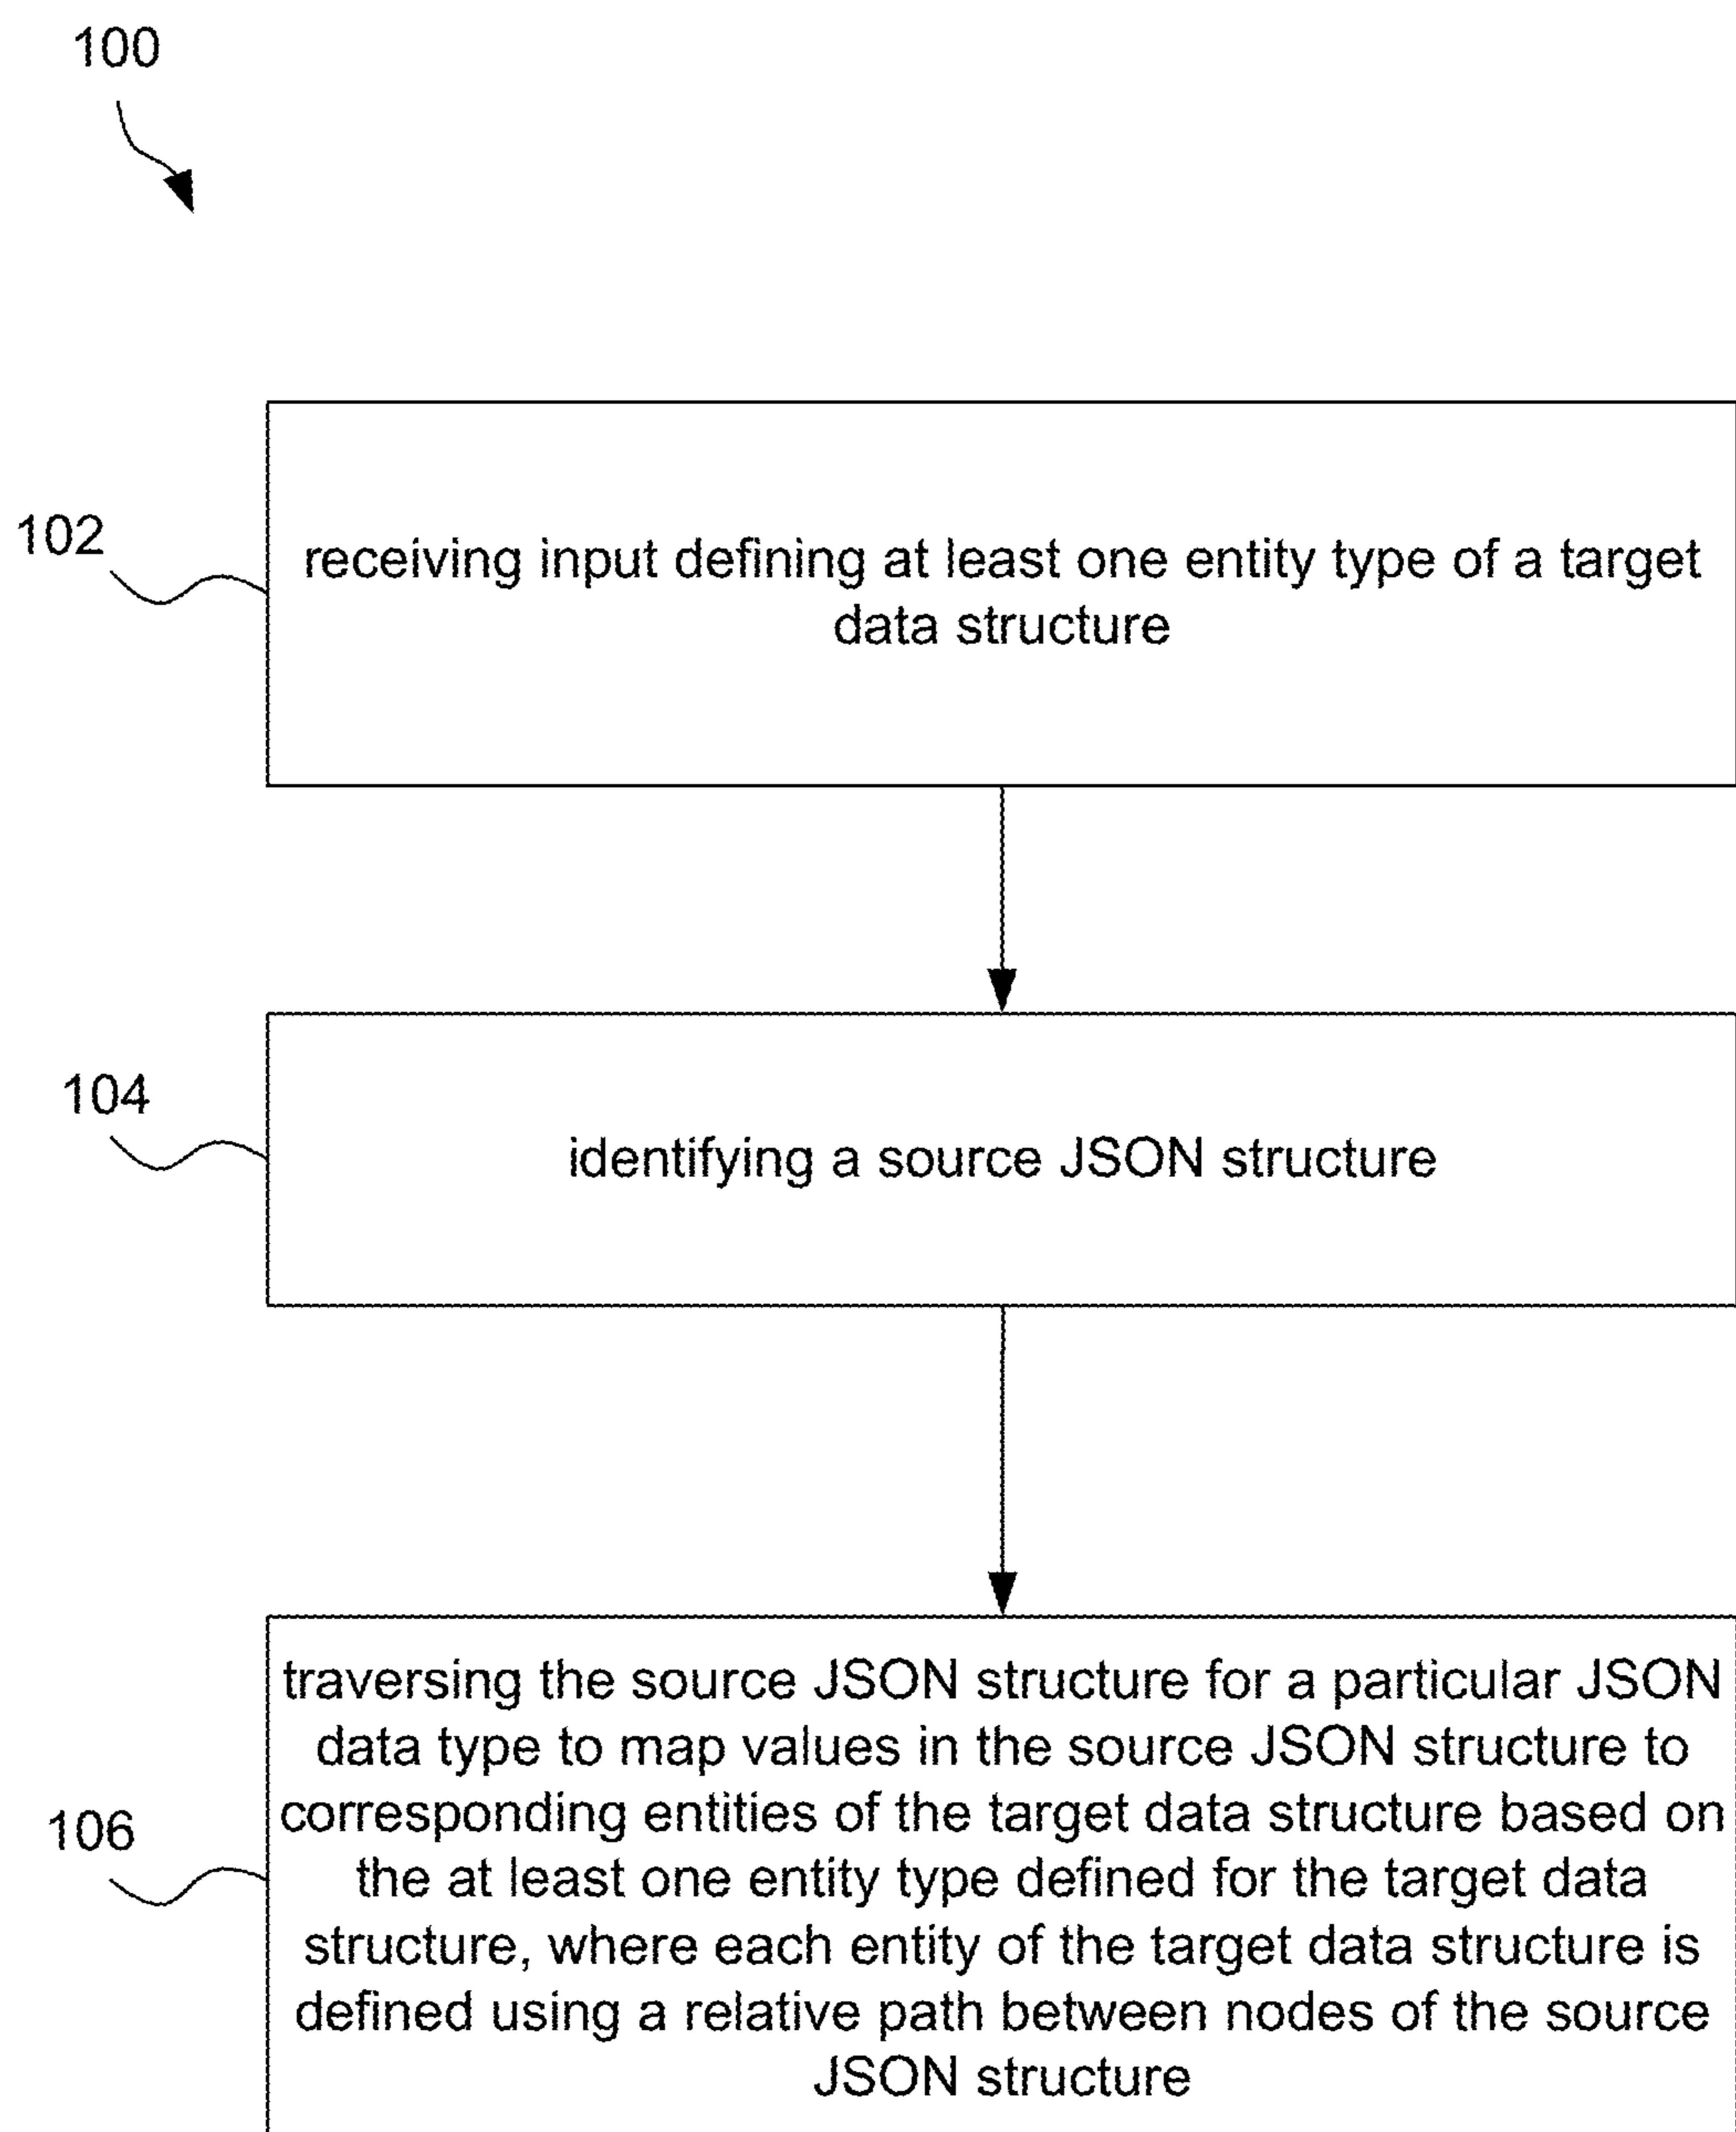 100
102
receiving input defining at least one entity type of a target
data structure
104
identifying a source JSON structure
traversing the source JSON structure for a particular JSON
data type to map values in the source JSON structure to
106
corresponding entities of the target data structure based on
the at least one entity type defined for the target data
structure, where each entity of the target data structure is
defined using a relative path between nodes of the source
JSON structure